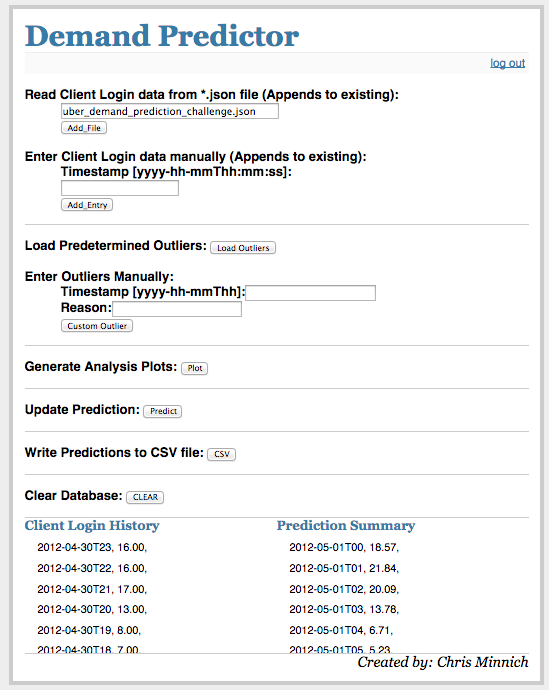 Demand Predictor
log out
Read Client Login data from *.json file (Appends to existing):
uber_demand_prediction_challenge.json
Add_File
Enter Client Login data manually (Appends to existing):
Timestamp [yyyy-hh-mmThh:mm:ss]:
Add_Entry
Load Predetermined Outliers: Load Outliers
Enter Outliers Manually:
Timestamp [yyyy-hh-mmThh]:
Reason:
Custom Outlier
Generate Analysis Plots: Plot
Update Prediction: Predict
Write Predictions to CSV file: CSV
Clear Database: CLEAR
Client Login History
2012-04-30T23, 16.00,
2012-04-30T22, 16.00,
2012-04-30T21, 17.00,
2012-04-30T20, 13.00,
2012-04-30T19, 8.00,
2012-04-30T18, 7.00,
Prediction Summary
2012-05-01T00, 18.57,
2012-05-01T01, 21.84,
2012-05-01T02, 20.09,
2012-05-01T03, 13.78,
2012-05-01T04, 6.71,
2012-05-01T05, 5.23,
Created by: Chris Minnich